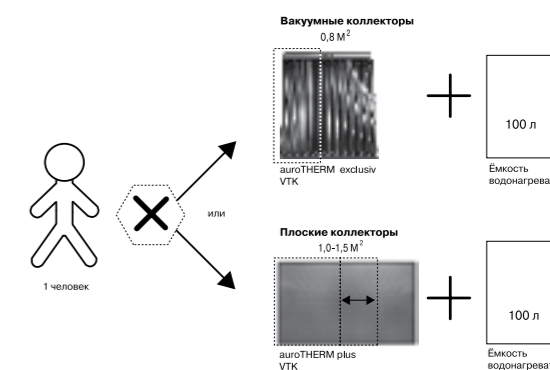 Вакуумные коллекторы
0,8 М²
100 л
auroTHERM exclusiv
VTK
Ёмкость
водонагрева
или
1 человек
Плоские коллекторы
1,0-1,5 М²
100 л
auroTHERM plus
VTK
Ёмкость
водонагрева